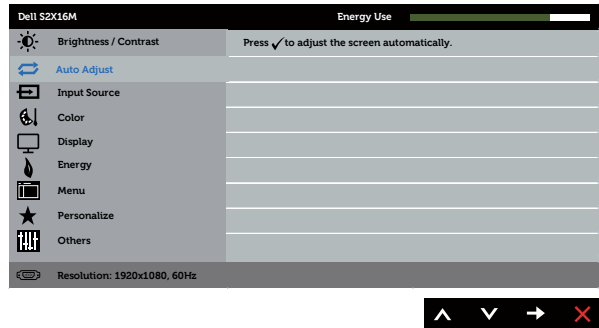 Dell S2X16M Energy Use
Brightness / Contrast Press ✓ to adjust the screen automatically.
Auto Adjust
Input Source
Color
Display
Energy
Menu
Personalize
Others
Resolution: 1920x1080, 60Hz